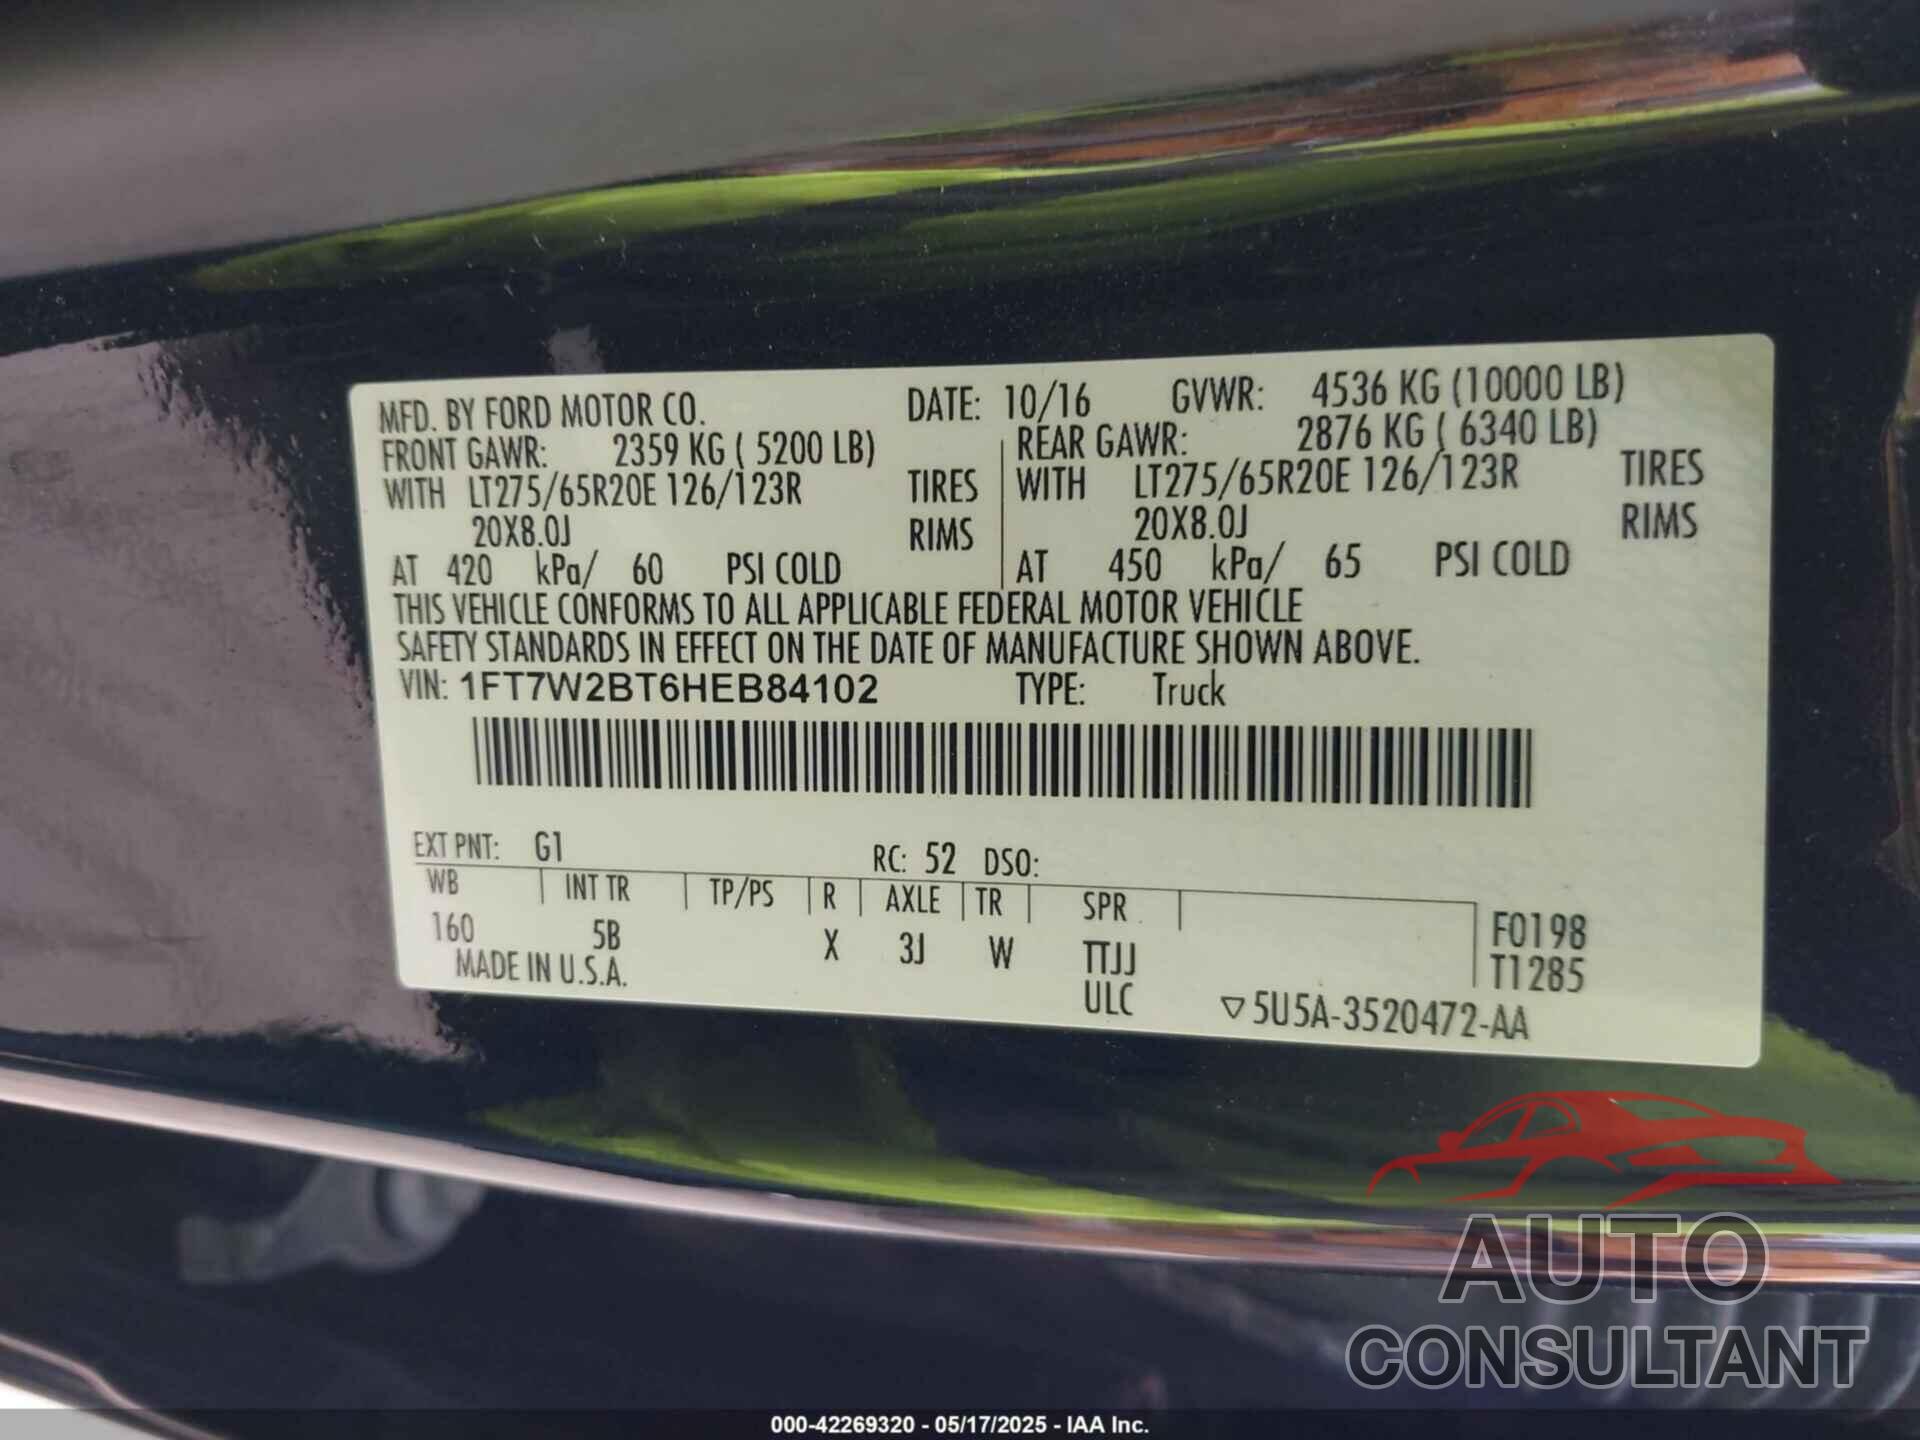 MFD. BY FORD MOTOR CO. DATE: 10/16 GVWR: 4536 KG (10000 LB)
FRONT GAWR: 2359 KG ( 5200 LB) REAR GAWR: 2876 KG ( 6340 LB)
WITH LT275/65R20E 126/123R TIRES WITH LT275/65R20E 126/123R TIRES
20X8.0J RIMS 20X8.0J RIMS
AT 420 kPa/ 60 PSI COLD AT 450 kPa/ 65 PSI COLD
THIS VEHICLE CONFORMS TO ALL APPLICABLE FEDERAL MOTOR VEHICLE
SAFETY STANDARDS IN EFFECT ON THE DATE OF MANUFACTURE SHOWN ABOVE.
VIN: 1FT7W2BT6HEB84102 TYPE: Truck
EXT PNT: G1 RC: 52 DSO:
WB INT TR TP/PS R AXLE TR SPR
160 5B X 3J W TTJJ F0198
MADE IN U.S.A. ULC T1285
▽5U5A-3520472-AA
AUTO
CONSULTANT
000-42269320 - 05/17/2025 - IAA Inc.